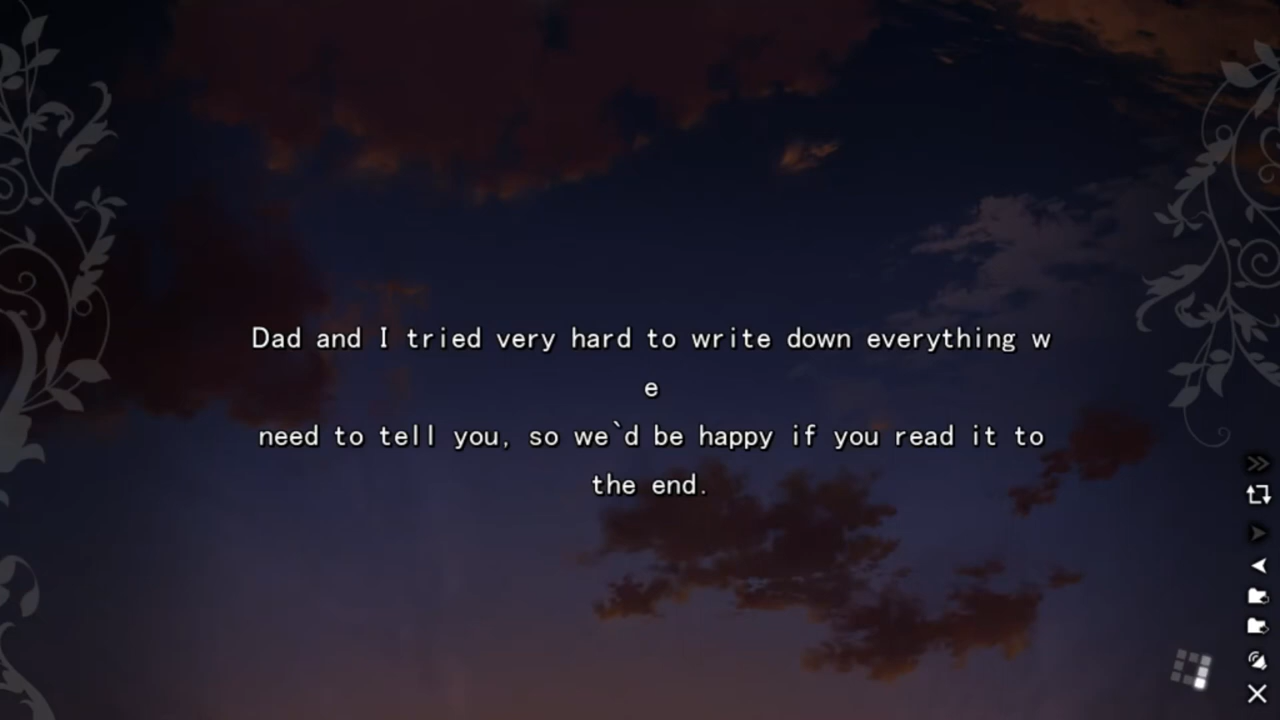 Dad and I tried very hard to write down everything w
e
need to tell you, so we`d be happy if you read it to
the end.